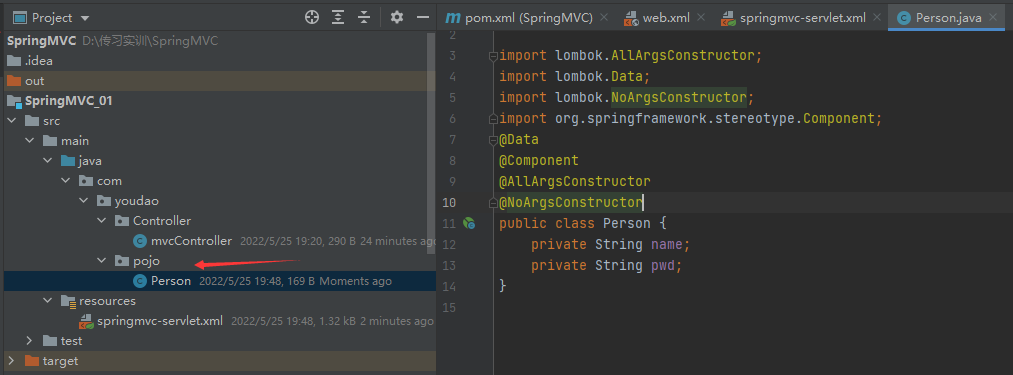 Project
SpringMVC D:\传习实训\SpringMVC
.idea
out
SpringMVC_01
src
main
java
com
youdao
Controller
mvcController 2022/5/25 19:20, 290 B 24 minutes ago
pojo
Person 2022/5/25 19:48, 169 B Moments ago
resources
springmvc-servlet.xml 2022/5/25 19:48, 1.32 kB 2 minutes ago
test
target
pom.xml (SpringMVC) web.xml springmvc-servlet.xml Person.java
2
3 import lombok.AllArgsConstructor;
4 import lombok.Data;
5 import lombok.NoArgsConstructor;
6 import org.springframework.stereotype.Component;
7 @Data
8 @Component
9 @AllArgsConstructor
10 @NoArgsConstructor
11 public class Person {
12 private String name;
13 private String pwd;
14 }
15